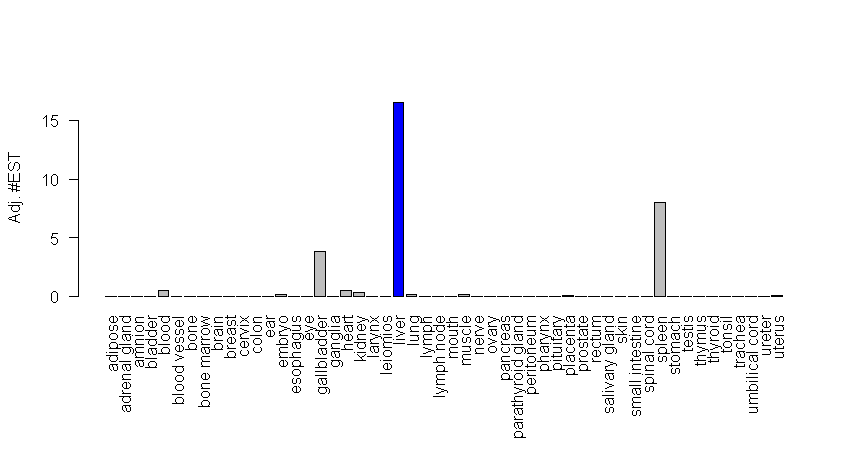 Adj. #EST
15
10
5
0
adipose
adrenal gland
amnion
bladder
blood
blood vessel
bone
bone marrow
brain
breast
cervix
colon
ear
embryo
esophagus
eye
gallbladder
ganglia
heart
kidney
larynx
leiomios
liver
lung
lymph
lymph node
mouth
muscle
nerve
ovary
pancreas
parathyroid gland
peritoneum
pharynx
pituitary
placenta
prostate
rectum
salivary gland
skin
small intestine
spinal cord
spleen
stomach
testis
thymus
thyroid
tonsil
trachea
umbilical cord
ureter
uterus